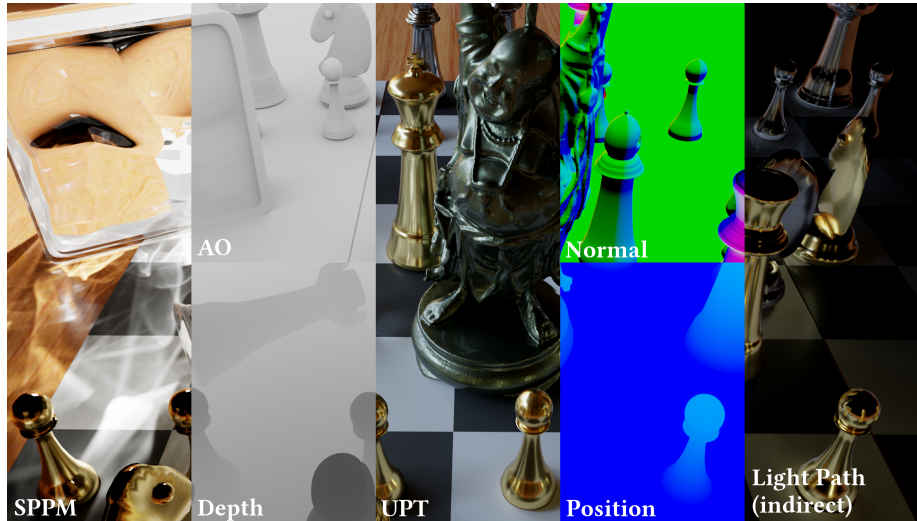 AO
Normal
SPPM
Depth
UPT
Position
Light Path
(indirect)